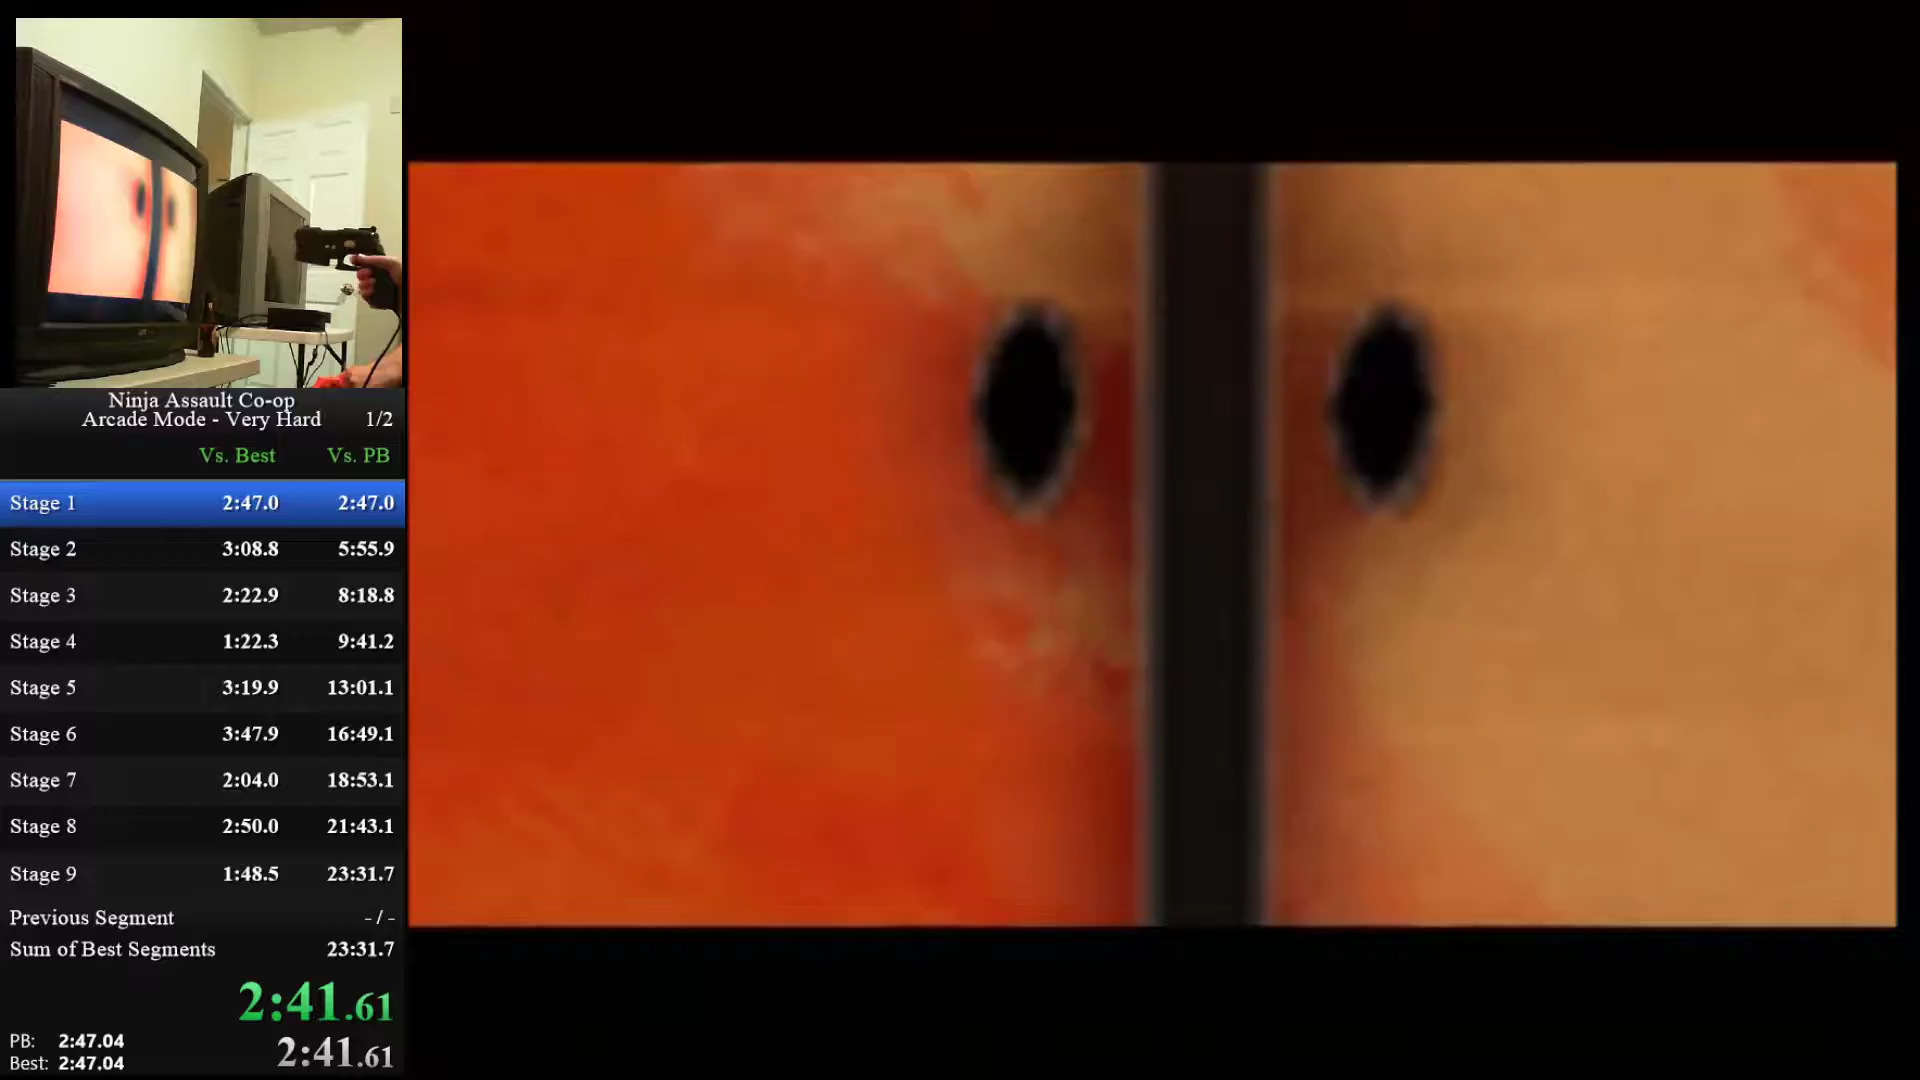 Ninja Assault Co-op
Arcade Mode - Very Hard 1/2
Vs. Best Vs. PB
Stage 1 2:47.0 2:47.0
Stage 2 3:08.8 5:55.9
Stage 3 2:22.9 8:18.8
Stage 4 1:22.3 9:41.2
Stage 5 3:19.9 13:01.1
Stage 6 3:47.9 16:49.1
Stage 7 2:04.0 18:53.1
Stage 8 2:50.0 21:43.1
Stage 9 1:48.5 23:31.7
Previous Segment - / -
Sum of Best Segments 23:31.7
2:41.61
PB: 2:47.04
Best: 2:47.04
2:41.61